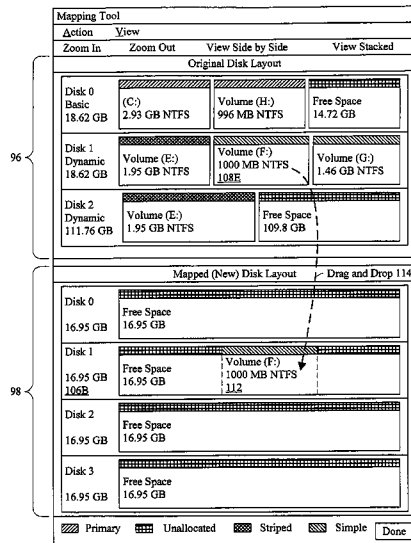 Mapping Tool
Action View
Zoom In Zoom Out View Side by Side View Stacked
Original Disk Layout
96
Disk 0
Basic
18.62 GB
(C:)
2.93 GB NTFS
Volume (H:)
996 MB NTFS
Free Space
14.72 GB
Disk 1
Dynamic
18.62 GB
Volume (E:)
1.95 GB NTFS
Volume (F:)
1000 MB NTFS
108E
Volume (G:)
1.46 GB NTFS
Disk 2
Dynamic
111.76 GB
Volume (E:)
1.95 GB NTFS
Free Space
109.8 GB
Mapped (New) Disk Layout
Drag and Drop 114
98
Disk 0
16.95 GB
Free Space
16.95 GB
Disk 1
16.95 GB
106B
Free Space
16.95 GB
Volume (F:)
1000 MB NTFS
112
Disk 2
16.95 GB
Free Space
16.95 GB
Disk 3
16.95 GB
Free Space
16.95 GB
Primary Unallocated Striped Simple Done